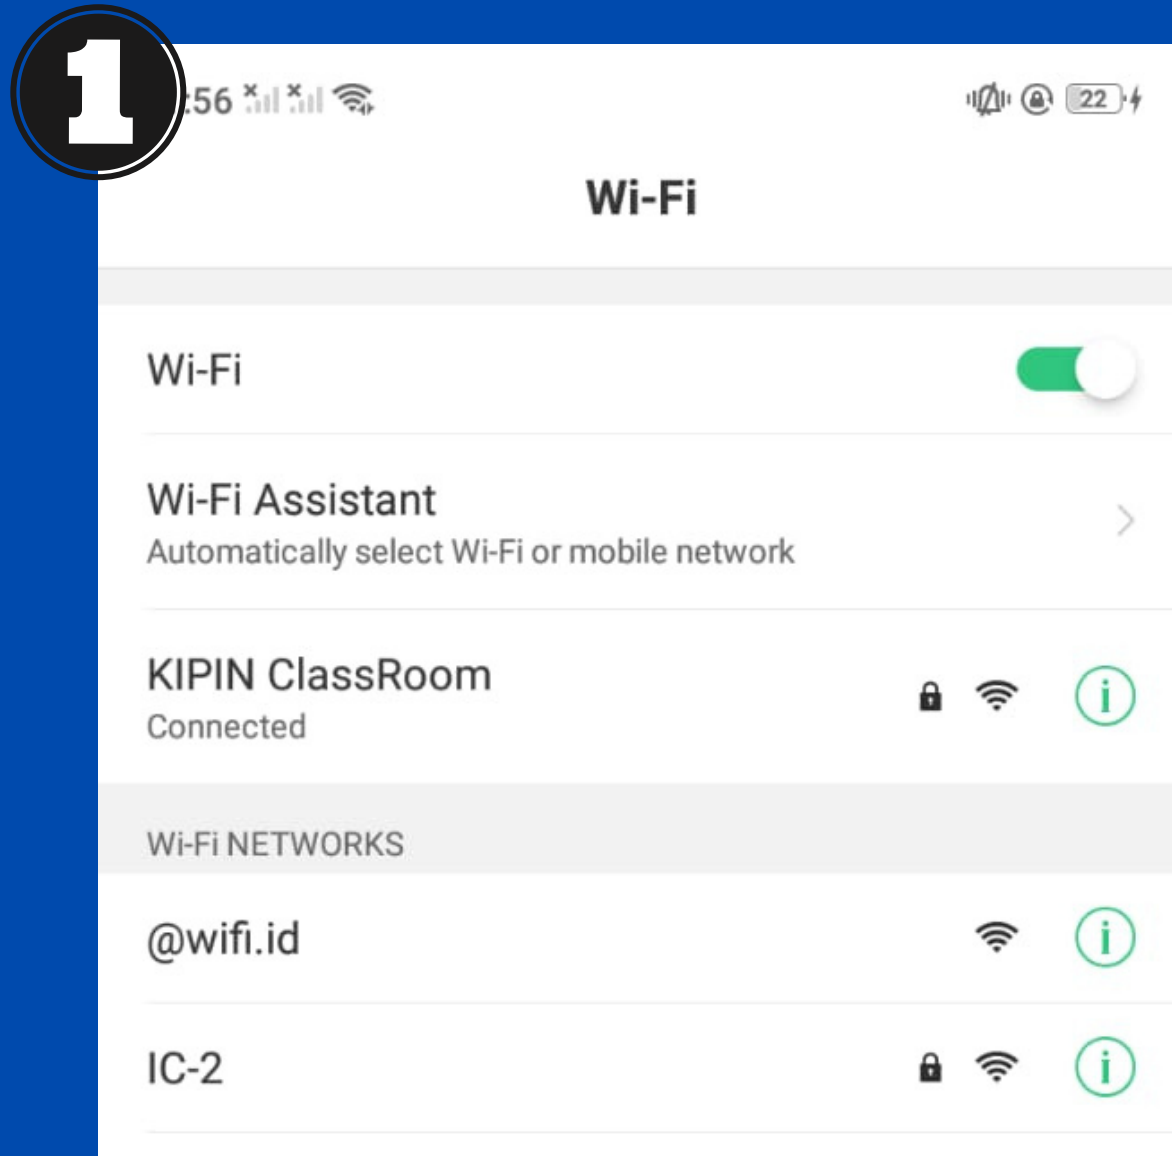 1
:56
22
Wi-Fi
Wi-Fi
Wi-Fi Assistant
Automatically select Wi-Fi or mobile network
KIPIN ClassRoom
Connected
Wi-Fi NETWORKS
@wifi.id
IC-2